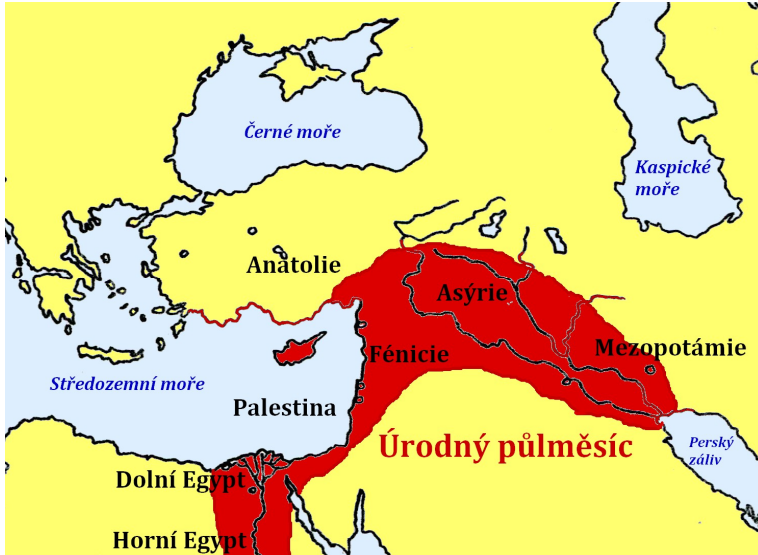 Černé moře
Kaspické
moře
Anatolie
Asýrie
Fénicie
Mezopotámie
Středozemní moře
Palestina
Úrodný půlměsíc
Perský
záliv
Dolní Egypt
Horní Egypt